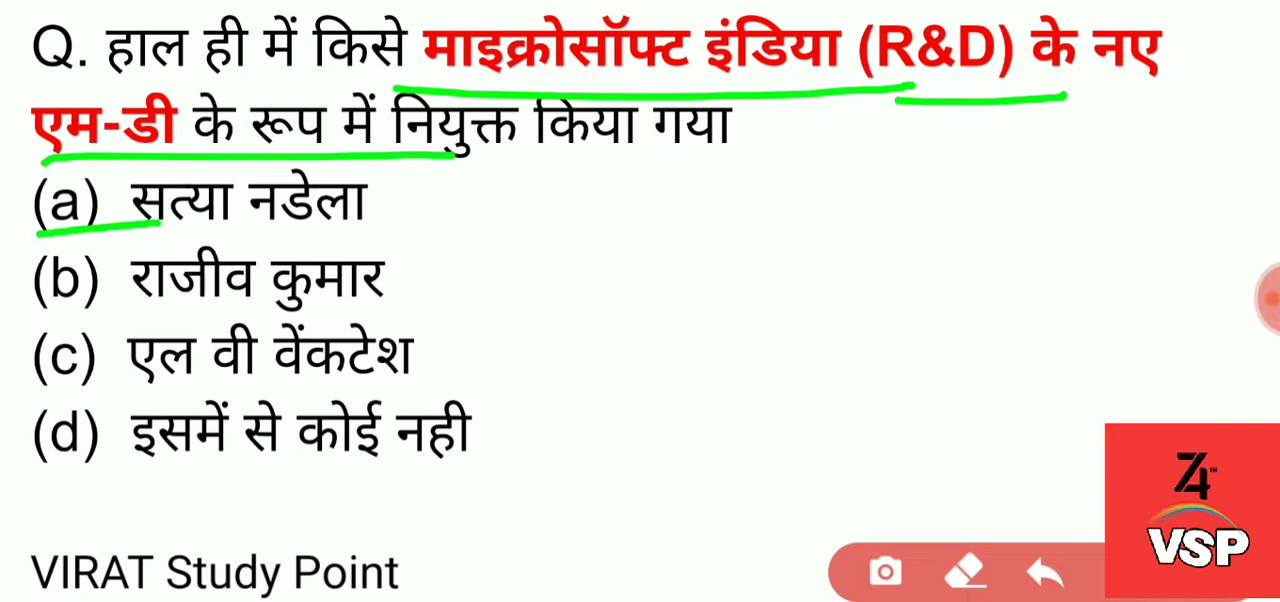 Q. हाल ही में किसे माइक्रोसॉफ्ट इंडिया (R&D) के नए
एम-डी के रूप में नियुक्त किया गया
(a) सत्या नडेला
(b) राजीव कुमार
(c) एल वी वेंकटेश
(d) इसमें से कोई नही
VIRAT Study Point
VSP